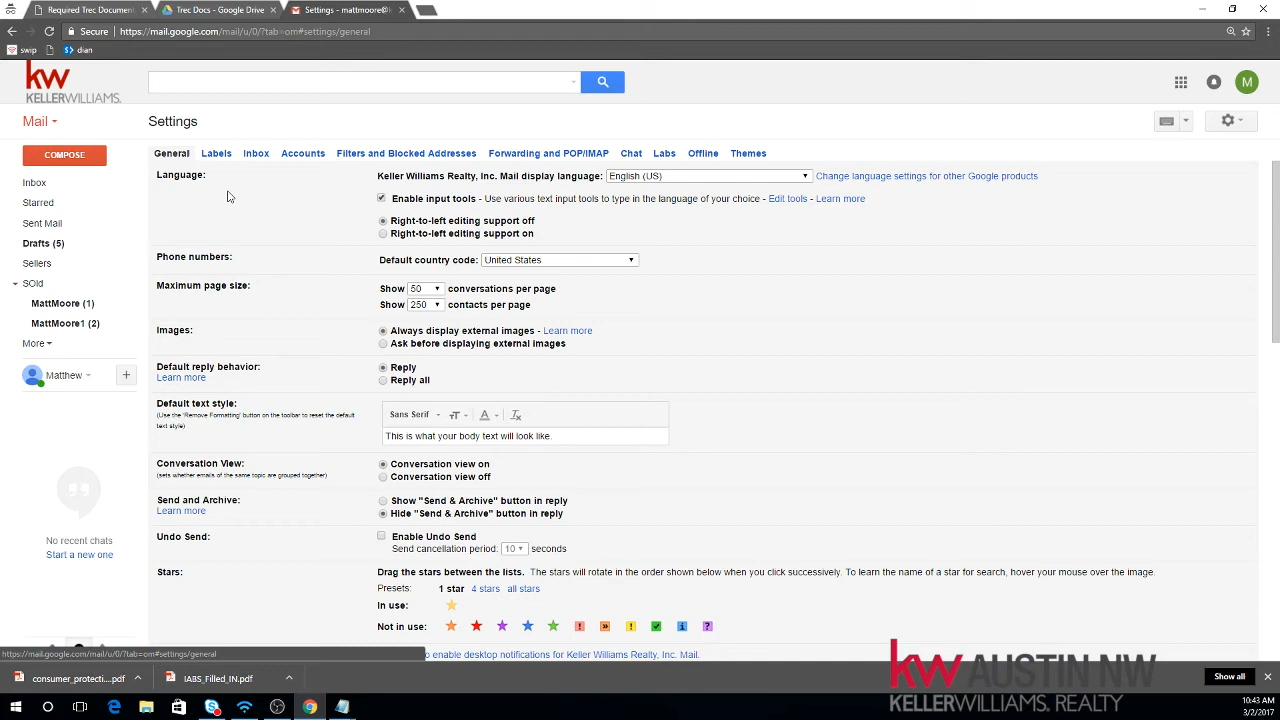 Required Trec Document
Trec Docs - Google Drive
Settings - mattmoore@
Secure
https://mail.google.com/mail/u/0/?tab=om#settings/general
swip
dian
kw
KELLERWILLIAMS.
M
Mail
Settings
COMPOSE
General Labels Inbox Accounts Filters and Blocked Addresses Forwarding and POP/IMAP Chat Labs Offline Themes
Inbox
Starred
Sent Mail
Drafts (5)
Sellers
SOld
MattMoore (1)
MattMoore1 (2)
More
Matthew
No recent chats
Start a new one
Language:
Keller Williams Realty, Inc. Mail display language: English (US) Change language settings for other Google products
Enable input tools - Use various text input tools to type in the language of your choice - Edit tools - Learn more
Right-to-left editing support off
Right-to-left editing support on
Phone numbers:
Default country code: United States
Maximum page size:
Show 50 conversations per page
Show 250 contacts per page
Images:
Always display external images - Learn more
Ask before displaying external images
Default reply behavior:
Learn more
Reply
Reply all
Default text style:
(Use the 'Remove Formatting' button on the toolbar to reset the default
text style)
Sans Serif
This is what your body text will look like.
Conversation View:
(sets whether emails of the same topic are grouped together)
Conversation view on
Conversation view off
Send and Archive:
Learn more
Show "Send & Archive" button in reply
Hide "Send & Archive" button in reply
Undo Send:
Enable Undo Send
Send cancellation period: 10 seconds
Stars:
Drag the stars between the lists. The stars will rotate in the order shown below when you click successively. To learn the name of a star for search, hover your mouse over the image.
Presets: 1 star 4 stars all stars
In use:
Not in use:
https://mail.google.com/mail/u/0/?tab=om#settings/general
to enable desktop notifications for Keller Williams Realty, Inc. Mail.
consumer_protecti....pdf
IABS_Filled_IN.pdf
Show all
kw AUSTIN NW
KELLERWILLIAMS. REALTY
10:43 AM
3/2/2017